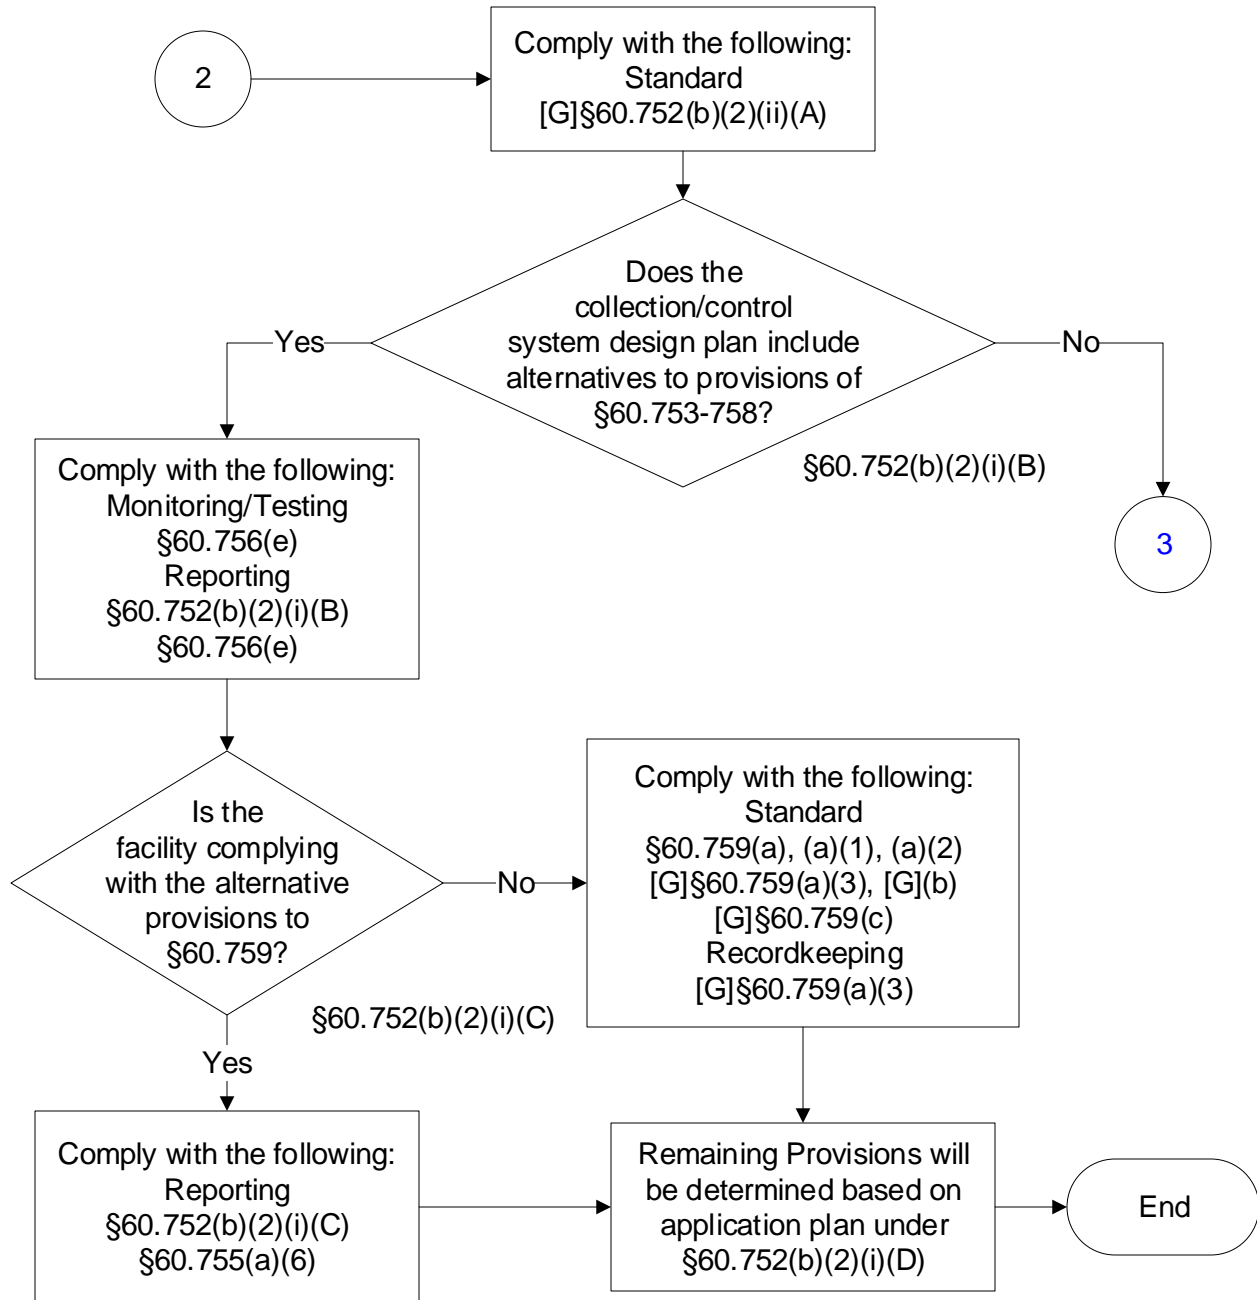 2
Comply with the following:
Standard
[G]§60.752(b)(2)(ii)(A)
Does the
collection/control
system design plan include
alternatives to provisions of
§60.753-758?
Yes
No
§60.752(b)(2)(i)(B)
3
Comply with the following:
Monitoring/Testing
§60.756(e)
Reporting
§60.752(b)(2)(i)(B)
§60.756(e)
Is the
facility complying
with the alternative
provisions to
§60.759?
No
§60.752(b)(2)(i)(C)
Yes
Comply with the following:
Standard
§60.759(a), (a)(1), (a)(2)
[G]§60.759(a)(3), [G](b)
[G]§60.759(c)
Recordkeeping
[G]§60.759(a)(3)
Comply with the following:
Reporting
§60.752(b)(2)(i)(C)
§60.755(a)(6)
Remaining Provisions will
be determined based on
application plan under
§60.752(b)(2)(i)(D)
End